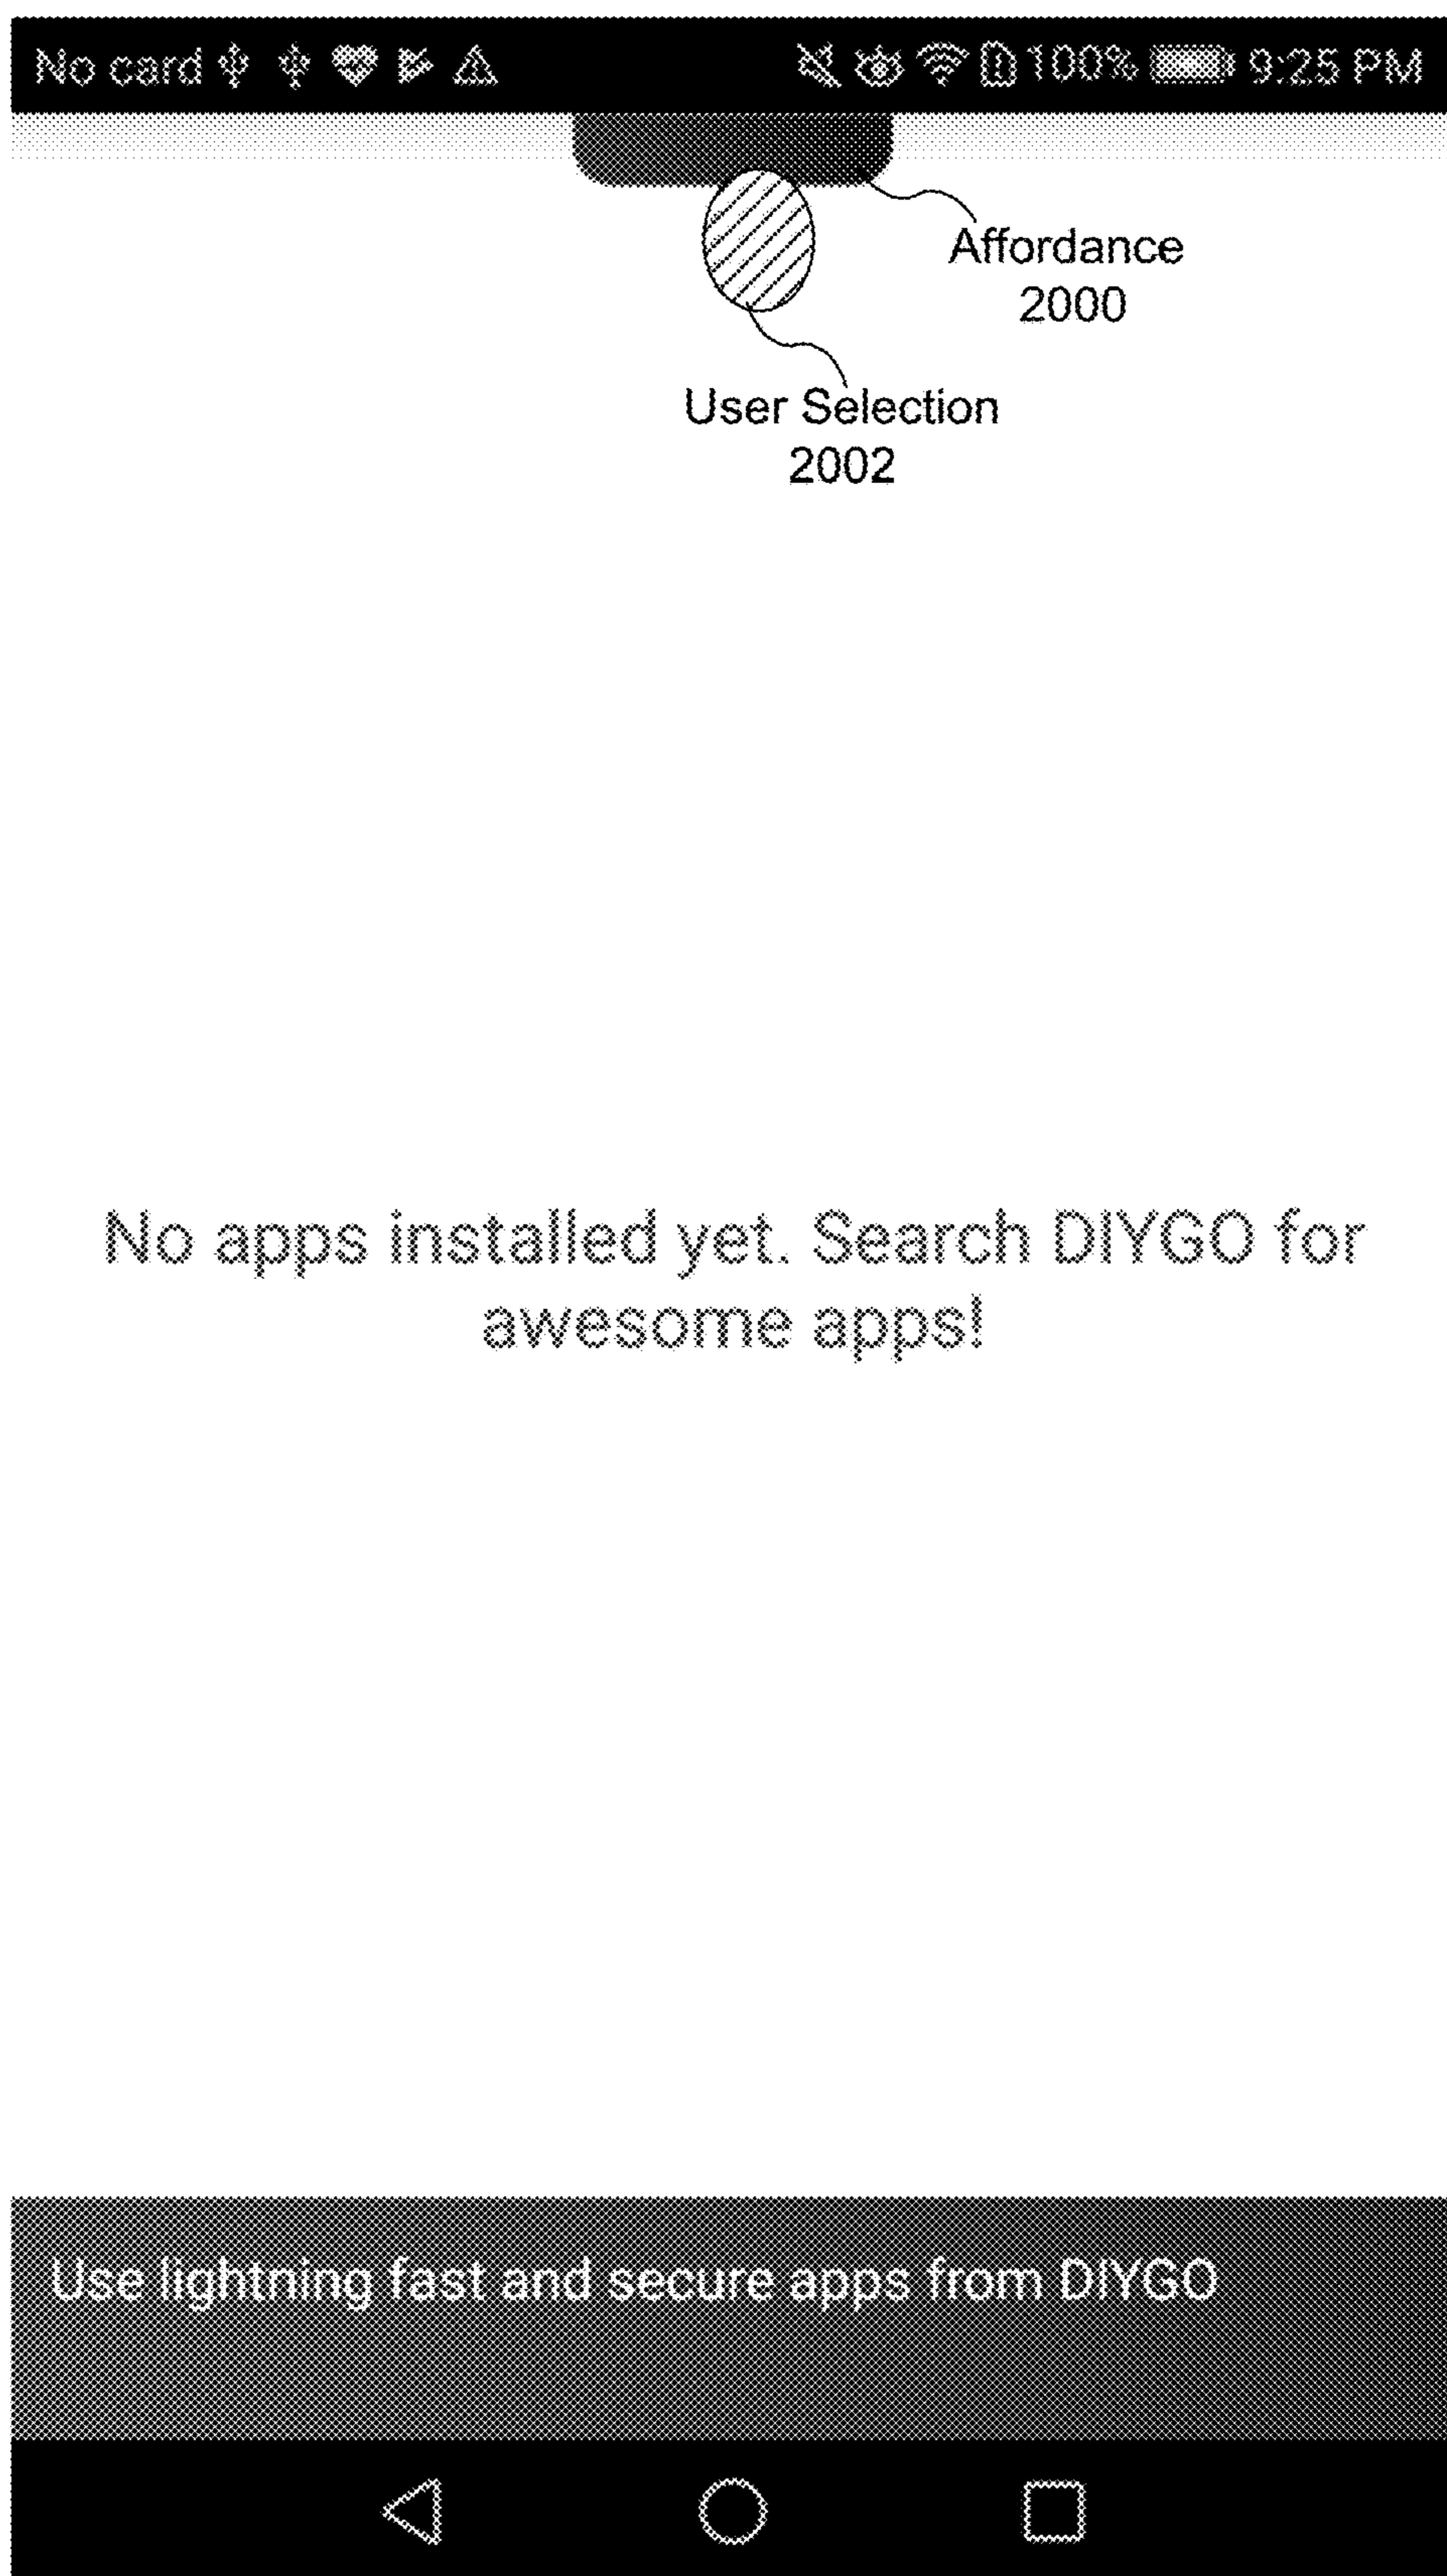 No card 100% 9:25 PM
Affordance
2000
User Selection
2002
No apps installed yet. Search DIYGO for
awesome apps!
Use lightning fast and secure apps from DIYGO